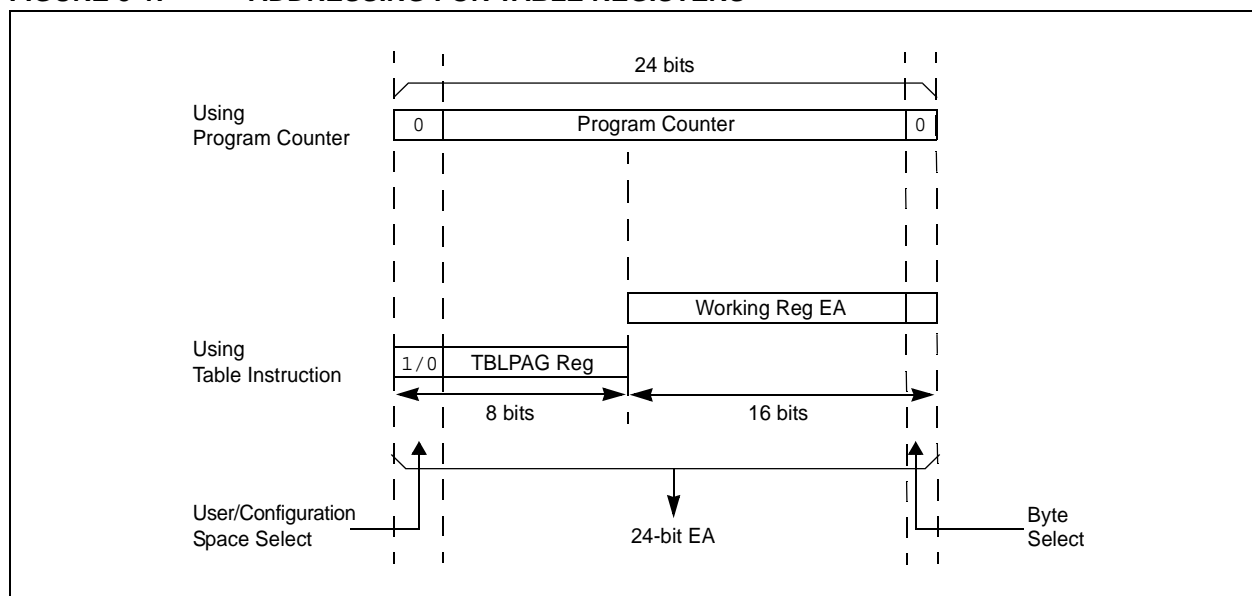 24 bits
Using
Program Counter
0
Program Counter
0
Working Reg EA
Using
Table Instruction
1/0
TBLPAG Reg
8 bits
16 bits
User/Configuration
Space Select
24-bit EA
Byte
Select